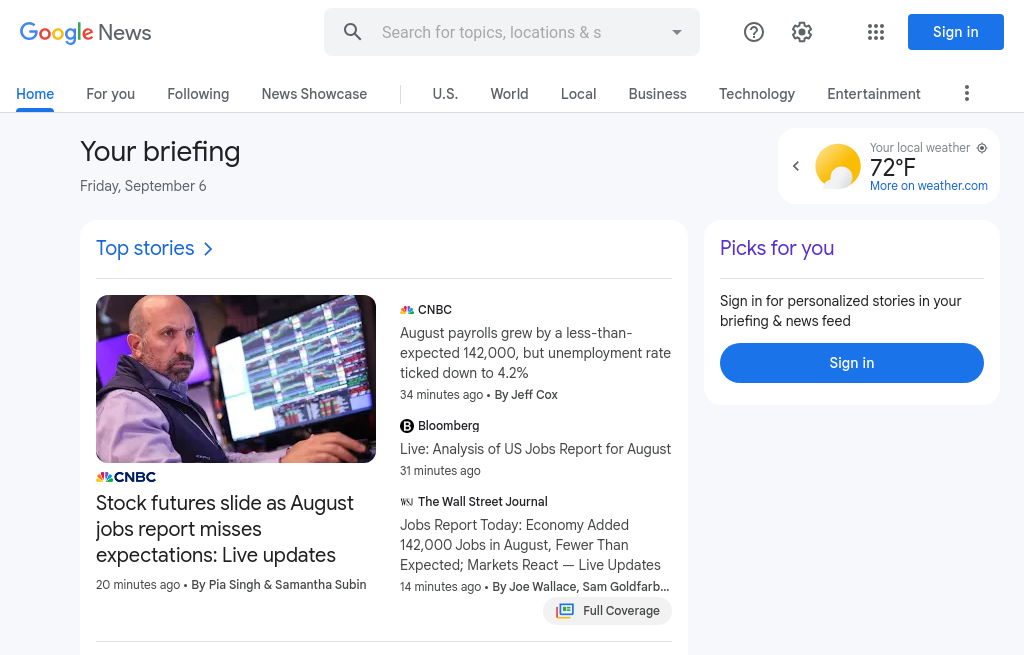 Google News
Search for topics, locations & s
Sign in
Home
For you
Following
News Showcase
U.S.
World
Local
Business
Technology
Entertainment
Your briefing
Friday, September 6
Your local weather
72°F
More on weather.com
Top stories
CNBC
Stock futures slide as August
jobs report misses
expectations: Live updates
20 minutes ago • By Pia Singh & Samantha Subin
CNBC
August payrolls grew by a less-than-
expected 142,000, but unemployment rate
ticked down to 4.2%
34 minutes ago • By Jeff Cox
B Bloomberg
Live: Analysis of US Jobs Report for August
31 minutes ago
WSJ The Wall Street Journal
Jobs Report Today: Economy Added
142,000 Jobs in August, Fewer Than
Expected; Markets React — Live Updates
14 minutes ago • By Joe Wallace, Sam Goldfarb...
Full Coverage
Picks for you
Sign in for personalized stories in your
briefing & news feed
Sign in